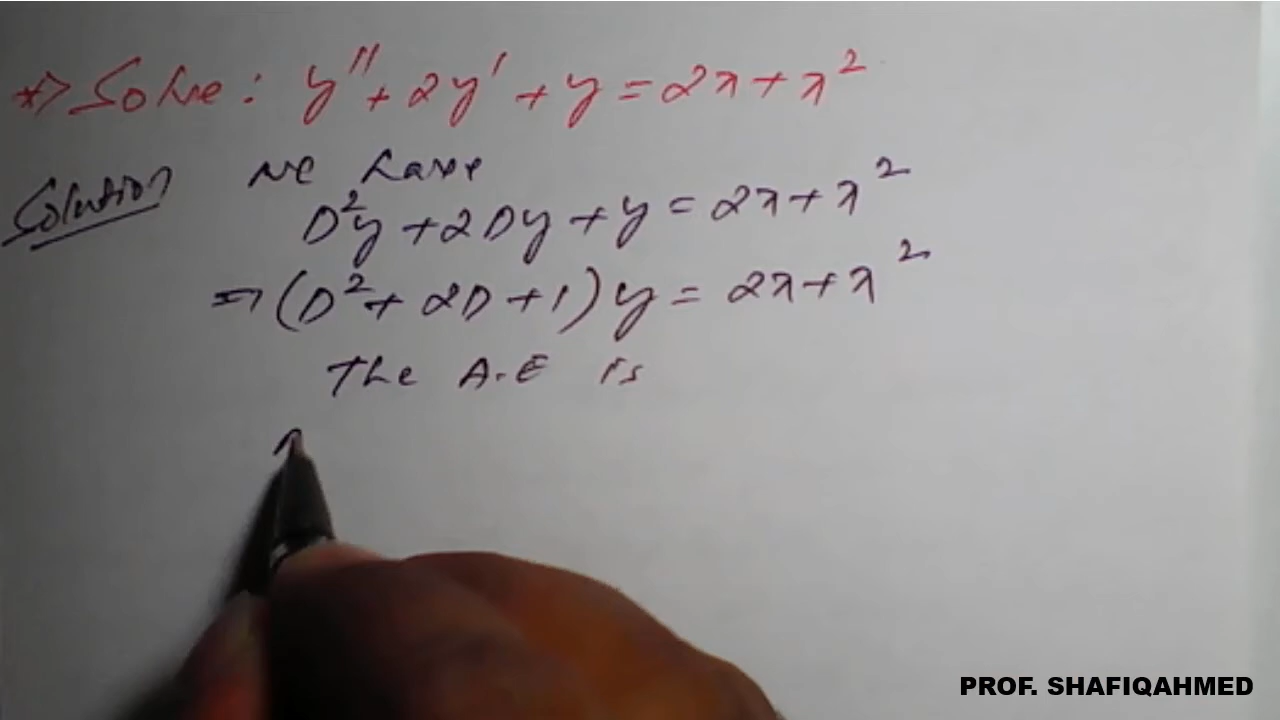 *⇒ Solve: y'' + 2y' + y = 2x + x²
Solution We have
D²y + 2Dy + y = 2x + x²
⇒ (D² + 2D + 1) y = 2x + x²
The A.E is
PROF. SHAFIQAHMED